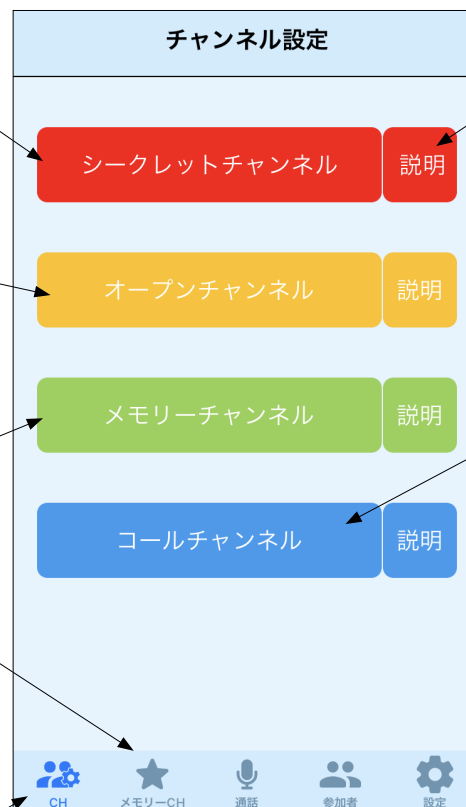 チャンネル設定
シークレットチャンネル 説明
オープンチャンネル 説明
メモリーチャンネル 説明
コールチャンネル 説明
CH メモリーCH 通話 参加者 設定